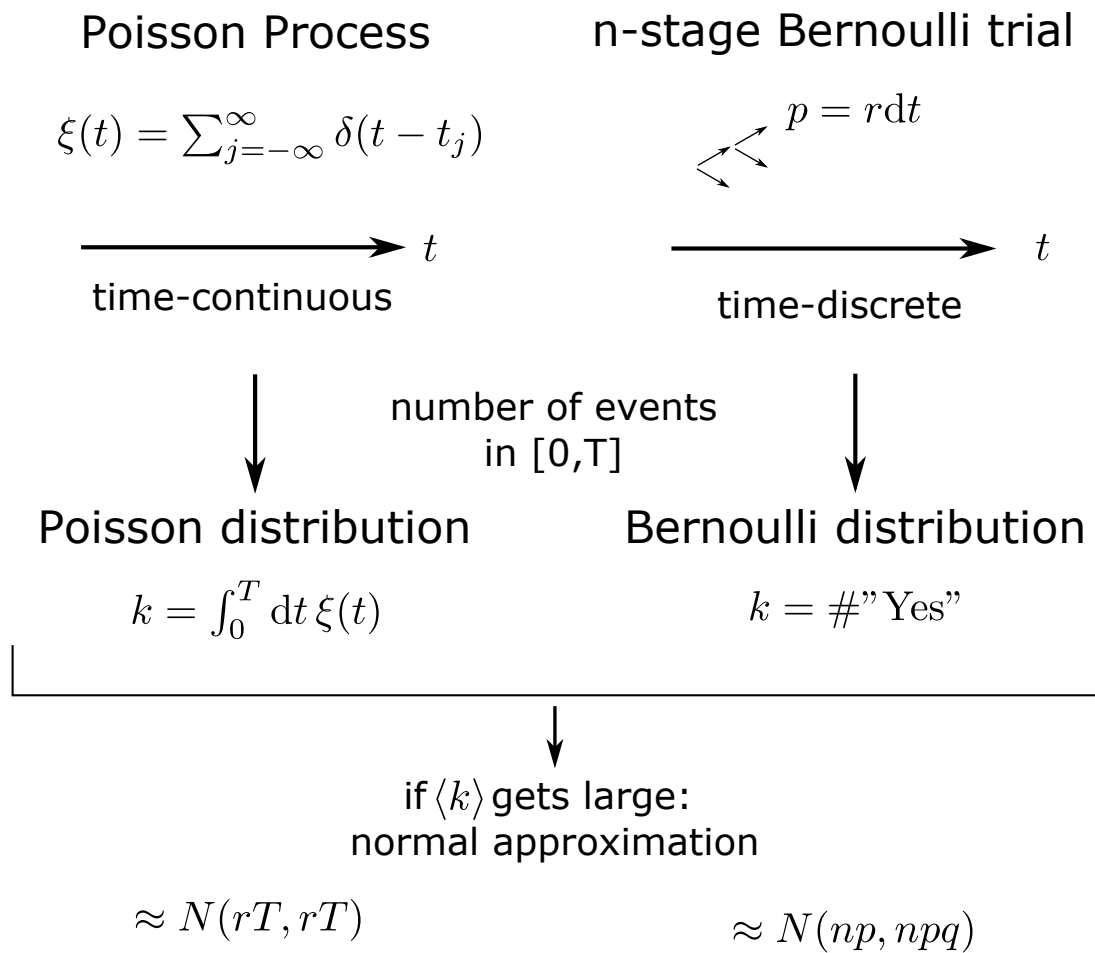 Poisson Process
n-stage Bernoulli trial
ξ(t) = ∑_{j=−∞}^{∞} δ(t − t_j)
p = rdt
t
t
time-continuous
time-discrete
number of events
in [0,T]
Poisson distribution
Bernoulli distribution
k = ∫_0^T dt ξ(t)
k = #”Yes”
if ⟨k⟩ gets large:
normal approximation
≈ N(rT, rT)
≈ N(np, npq)